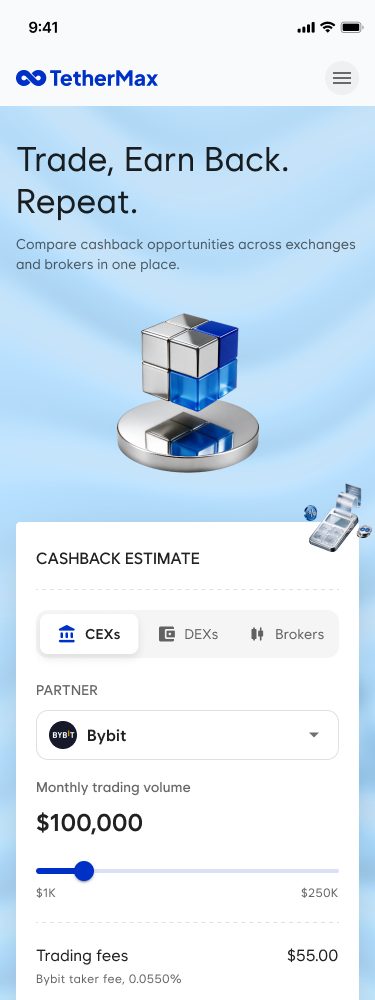 9:41
TetherMax
Trade, Earn Back.
Repeat.
Compare cashback opportunities across exchanges
and brokers in one place.
CASHBACK ESTIMATE
CEXs DEXs Brokers
PARTNER
BYBIT Bybit
Monthly trading volume
$100,000
$1K $250K
Trading fees $55.00
Bybit taker fee, 0.0550%